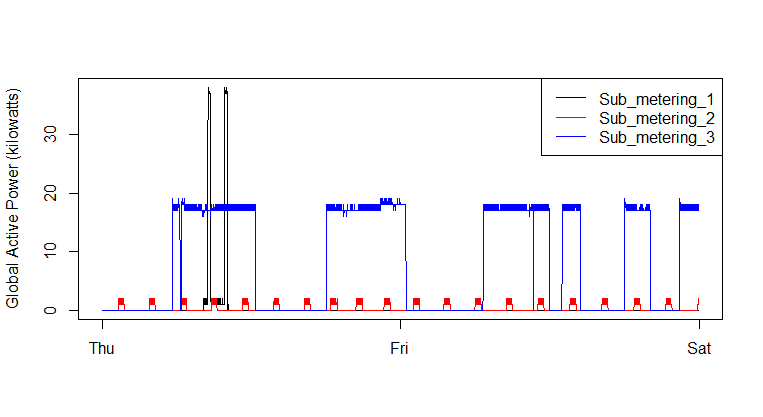 Global Active Power (kilowatts)
30
20
10
0
Sub_metering_1
Sub_metering_2
Sub_metering_3
Thu
Fri
Sat